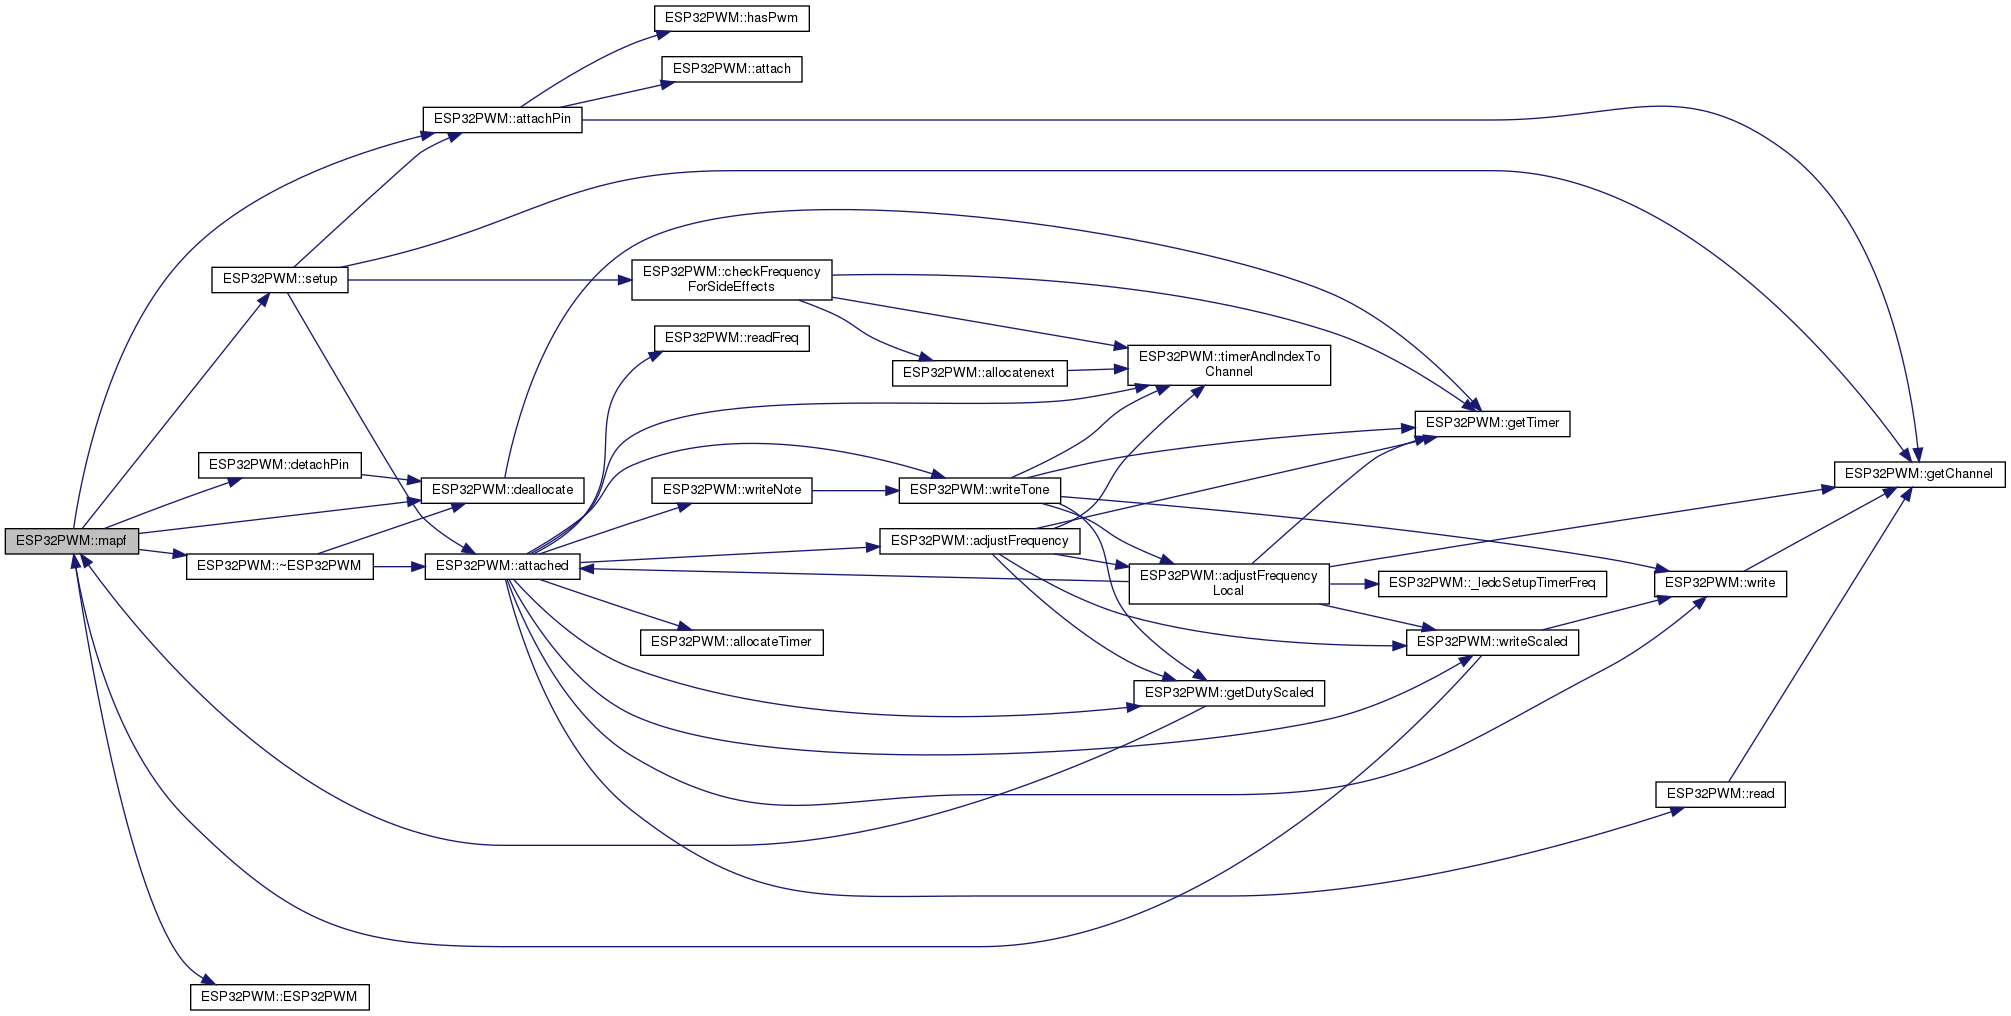 ESP32PWM::hasPwm
ESP32PWM::attach
ESP32PWM::attachPin
ESP32PWM::setup
ESP32PWM::checkFrequency
ForSideEffects
ESP32PWM::readFreq
ESP32PWM::timerAndIndexTo
Channel
ESP32PWM::allocatenext
ESP32PWM::getTimer
ESP32PWM::detachPin
ESP32PWM::getChannel
ESP32PWM::deallocate
ESP32PWM::writeNote
ESP32PWM::writeTone
ESP32PWM::mapf
ESP32PWM::adjustFrequency
ESP32PWM::~ESP32PWM
ESP32PWM::attached
ESP32PWM::adjustFrequency
Local
ESP32PWM::_ledcSetupTimerFreq
ESP32PWM::write
ESP32PWM::allocateTimer
ESP32PWM::writeScaled
ESP32PWM::getDutyScaled
ESP32PWM::read
ESP32PWM::ESP32PWM